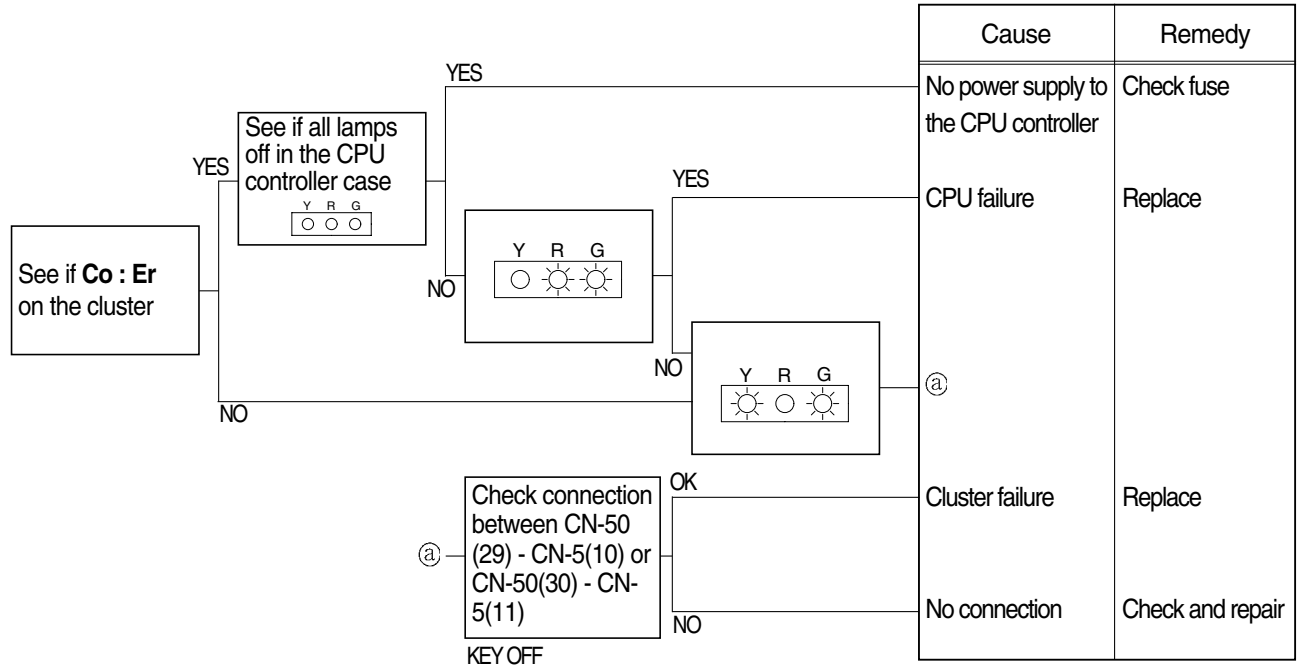 Cause Remedy
YES
No power supply to Check fuse
the CPU controller
See if all lamps
off in the CPU
controller case
Y R G
YES
YES
CPU failure Replace
See if Co : Er
on the cluster
Y R G
NO
NO
Y R G
ⓐ
NO
Check connection
between CN-50
(29) - CN-5(10) or
CN-50(30) - CN-
5(11)
OK
Cluster failure Replace
ⓐ
No connection Check and repair
NO
KEY OFF